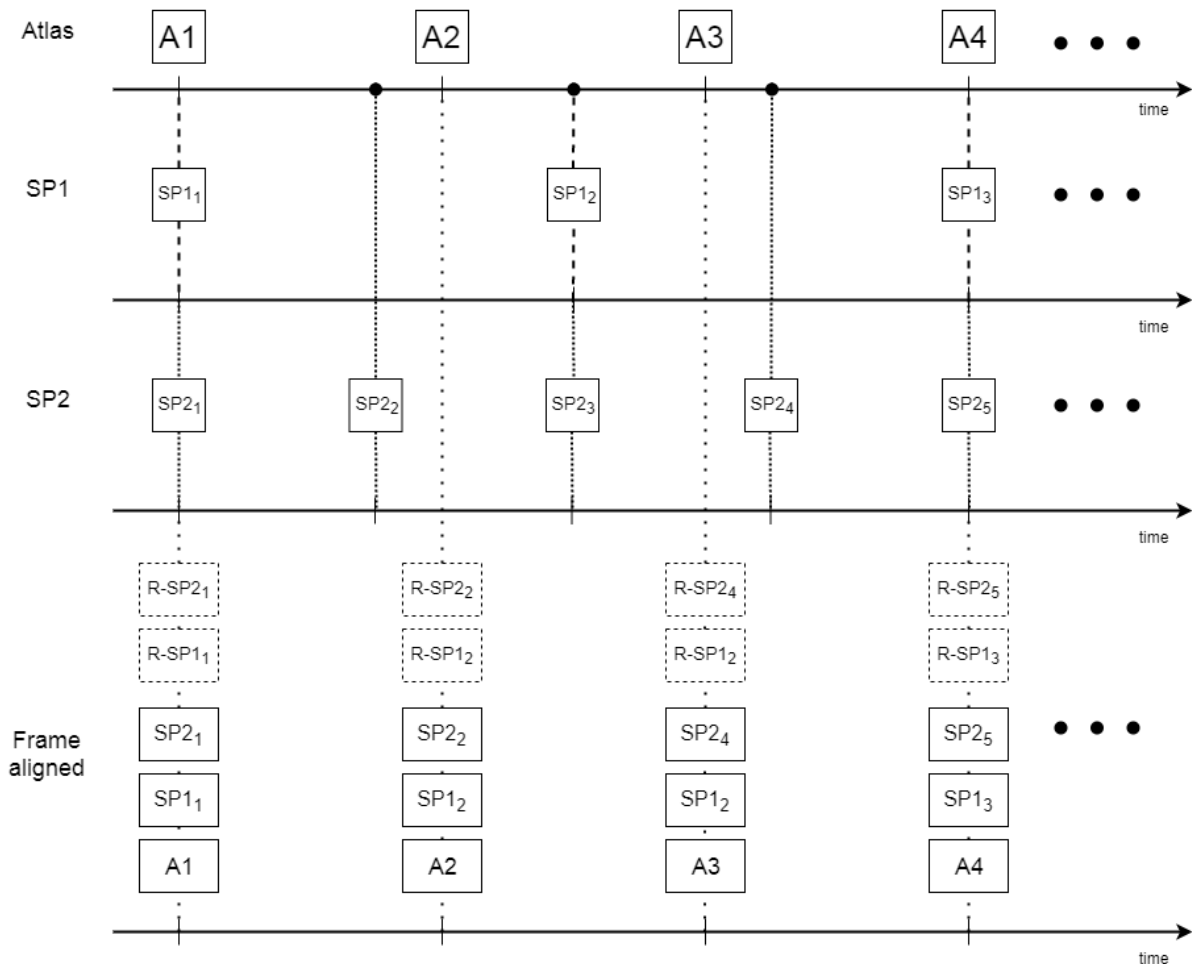 Atlas
A1
A2
A3
A4
time
SP1
SP1₁
SP1₂
SP1₃
time
SP2
SP2₁
SP2₂
SP2₃
SP2₄
SP2₅
time
R-SP2₁
R-SP2₂
R-SP2₄
R-SP2₅
R-SP1₁
R-SP1₂
R-SP1₂
R-SP1₃
Frame
aligned
SP2₁
SP2₂
SP2₄
SP2₅
SP1₁
SP1₂
SP1₂
SP1₃
A1
A2
A3
A4
time